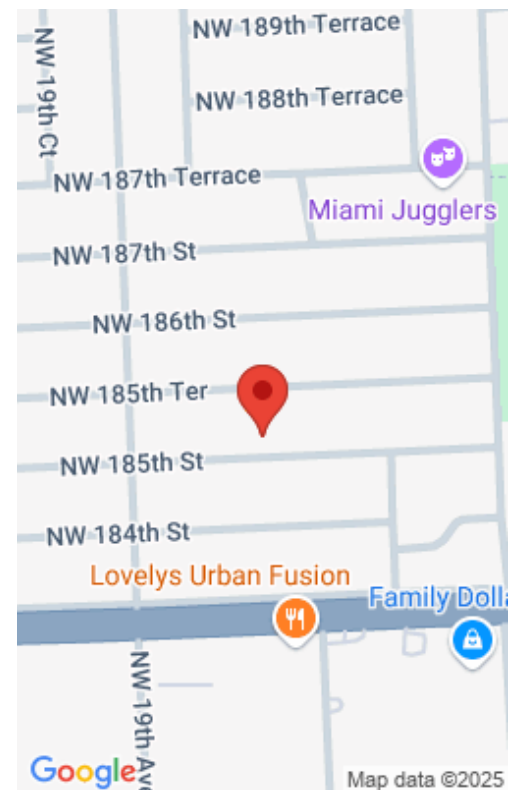 NW 189th Terrace
NW 19th Ct
NW 188th Terrace
NW 187th Terrace
Miami Jugglers
NW 187th St
NW 186th St
NW 185th Ter
NW 185th St
NW 184th St
Lovelys Urban Fusion
Family Dolla
NW 19th Ave
Google
Map data ©2025